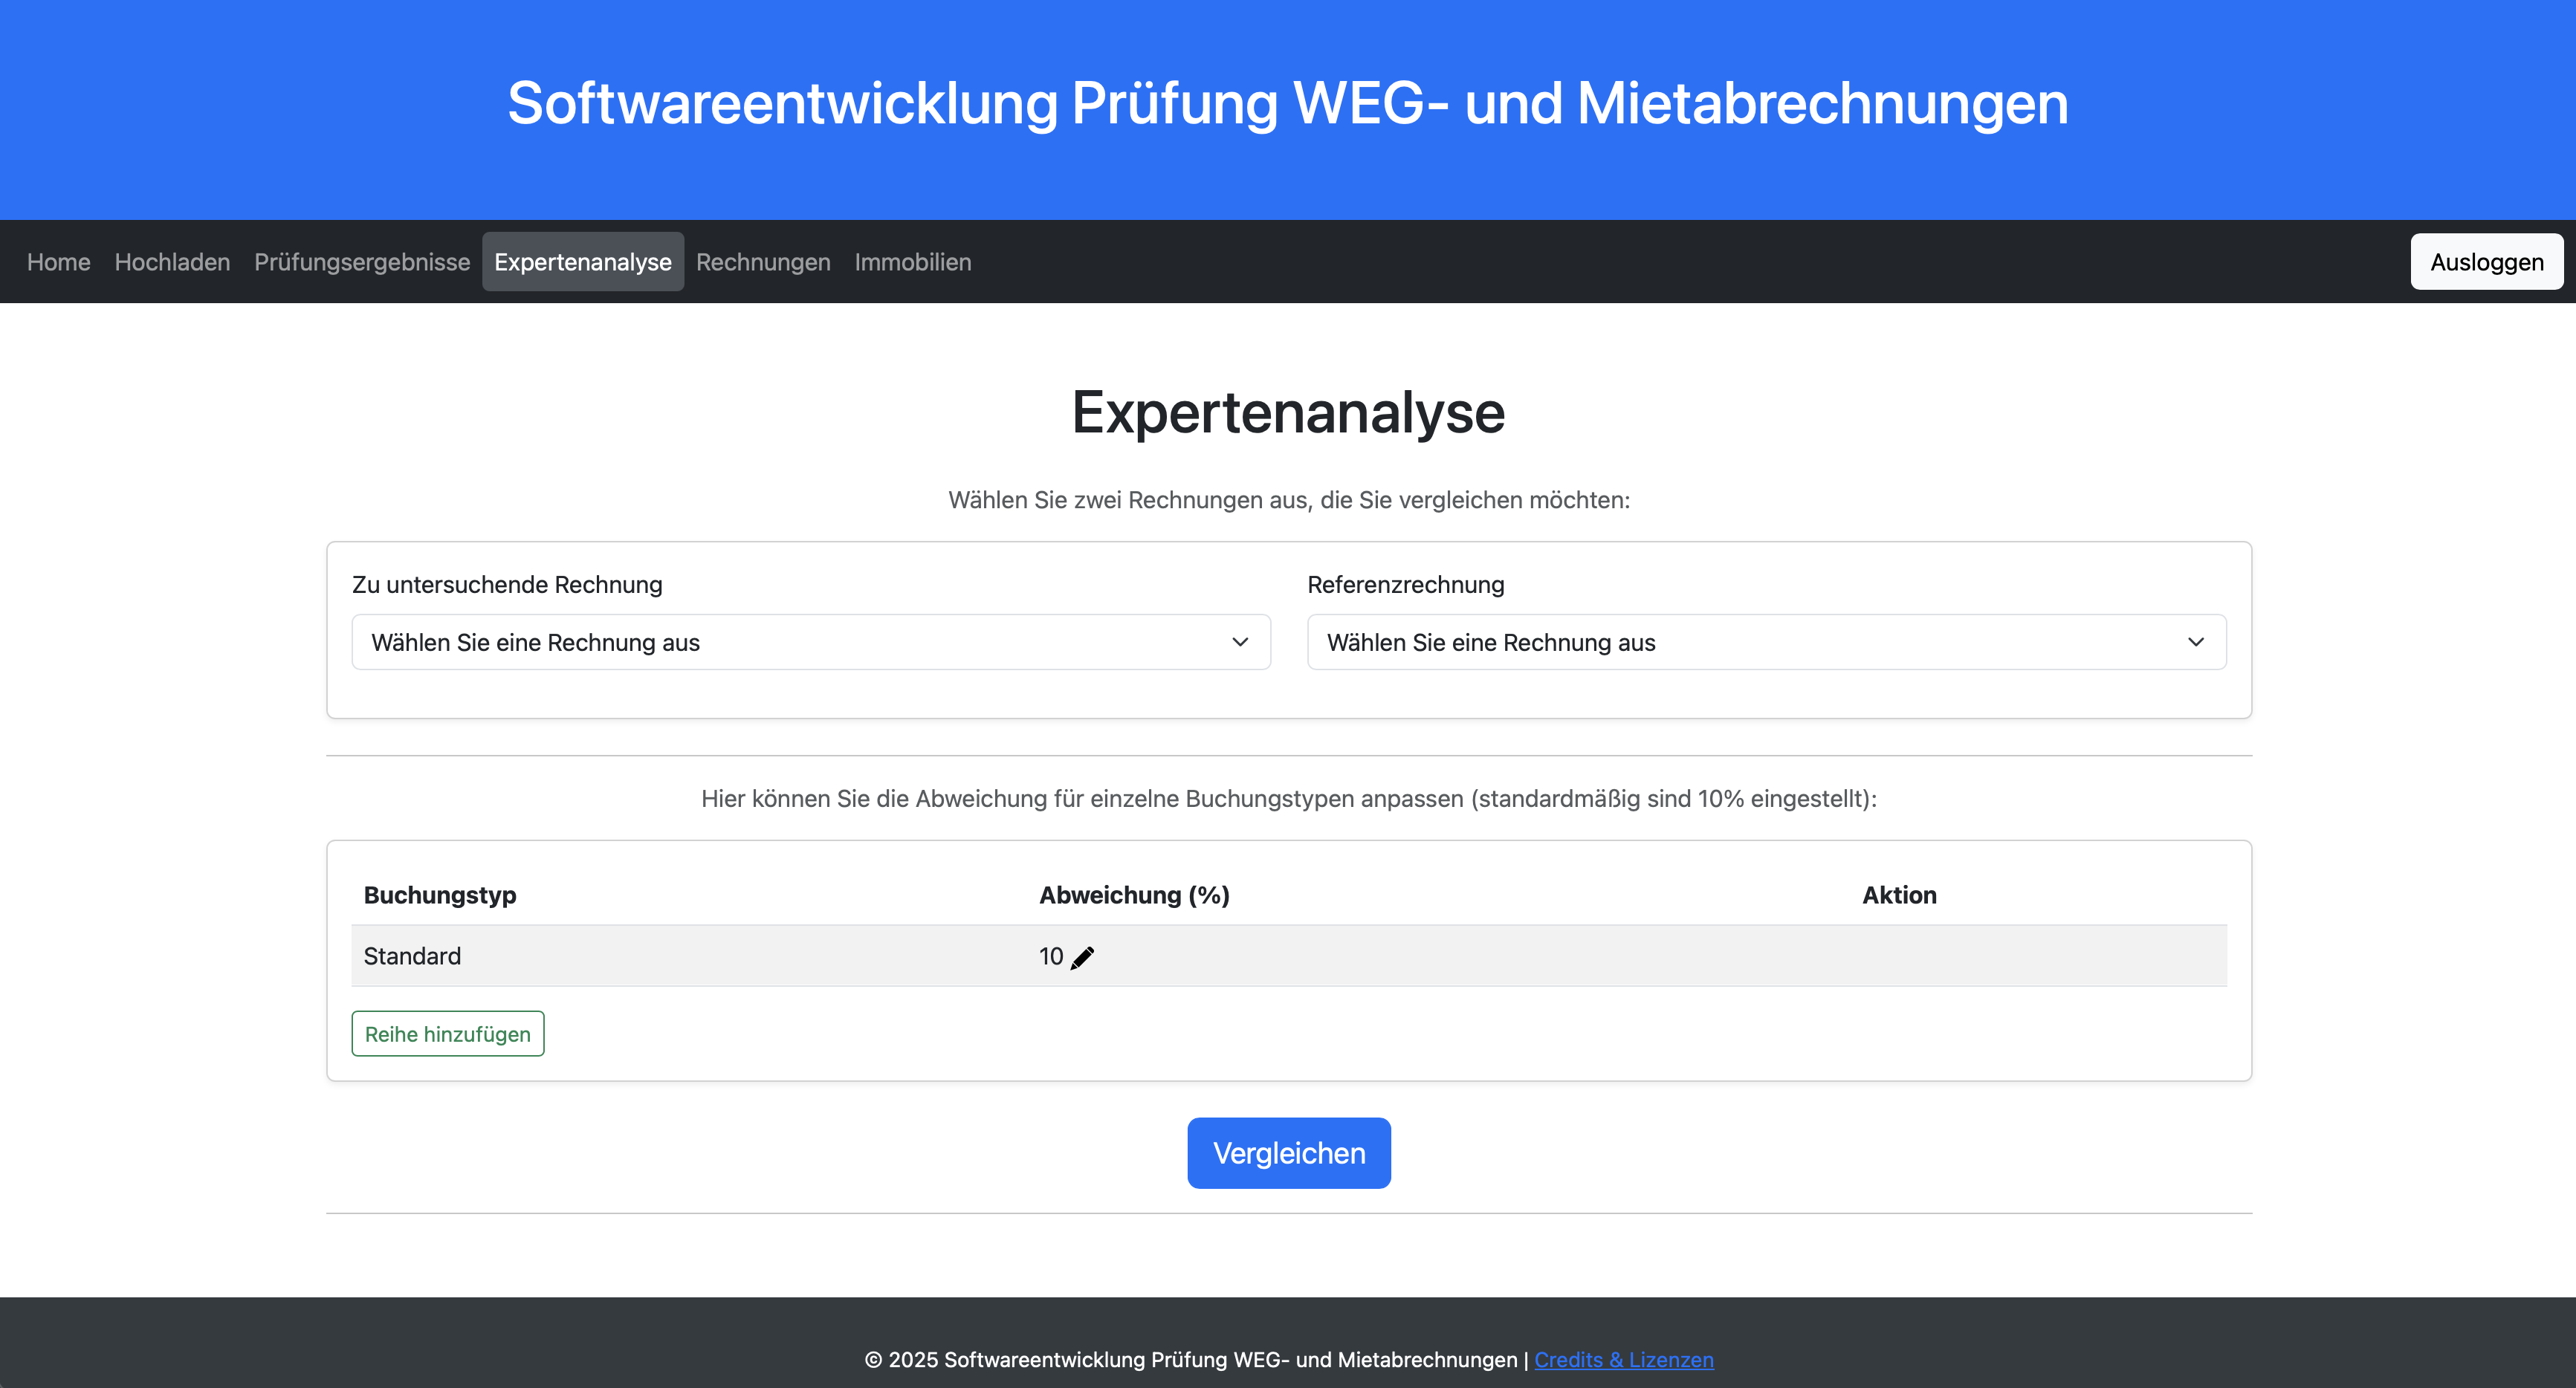 Softwareentwicklung Prüfung WEG- und Mietabrechnungen
Home Hochladen Prüfungsergebnisse Expertenanalyse Rechnungen Immobilien Ausloggen
Expertenanalyse
Wählen Sie zwei Rechnungen aus, die Sie vergleichen möchten:
Zu untersuchende Rechnung Referenzrechnung
Wählen Sie eine Rechnung aus Wählen Sie eine Rechnung aus
Hier können Sie die Abweichung für einzelne Buchungstypen anpassen (standardmäßig sind 10% eingestellt):
Buchungstyp Abweichung (%) Aktion
Standard 10
Reihe hinzufügen
Vergleichen
© 2025 Softwareentwicklung Prüfung WEG- und Mietabrechnungen | Credits & Lizenzen